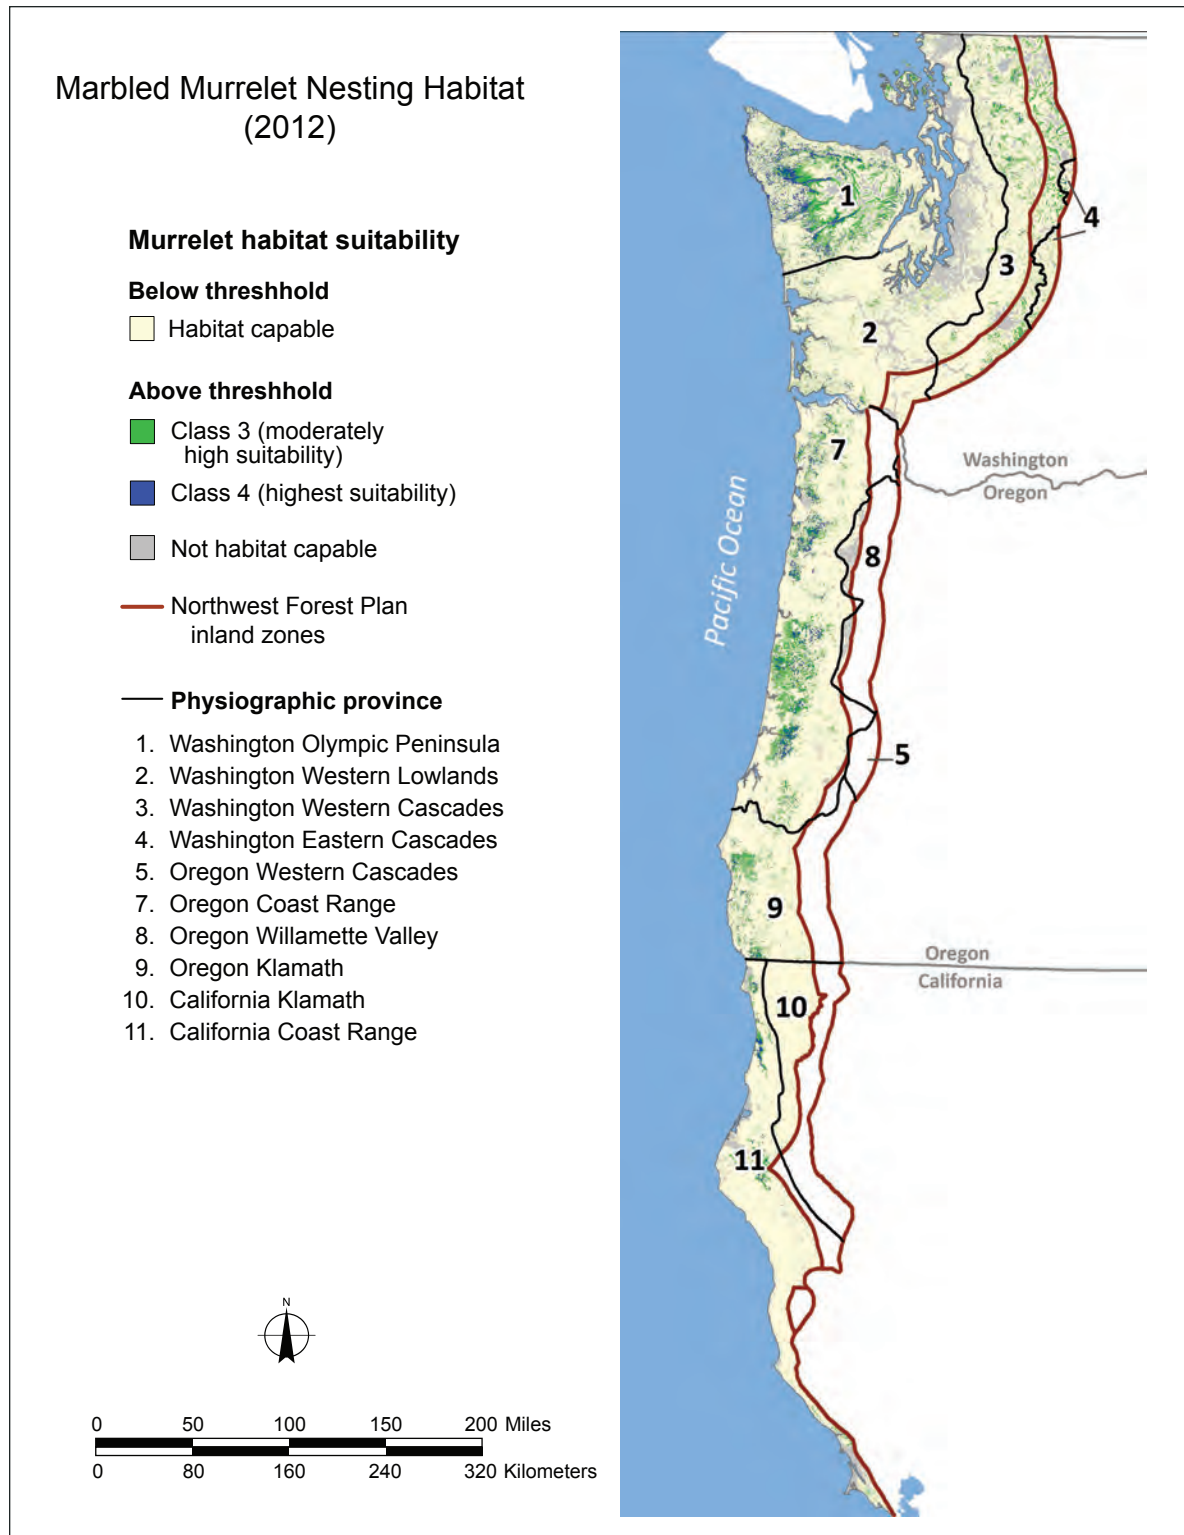 Marbled Murrelet Nesting Habitat
(2012)
Murrelet habitat suitability
Below threshhold
Habitat capable
Above threshhold
Class 3 (moderately
high suitability)
Class 4 (highest suitability)
Not habitat capable
Northwest Forest Plan
inland zones
Physiographic province
1. Washington Olympic Peninsula
2. Washington Western Lowlands
3. Washington Western Cascades
4. Washington Eastern Cascades
5. Oregon Western Cascades
7. Oregon Coast Range
8. Oregon Willamette Valley
9. Oregon Klamath
10. California Klamath
11. California Coast Range
N
0 50 100 150 200 Miles
0 80 160 240 320 Kilometers
1
4
3
2
7
Washington
Oregon
8
Pacific Ocean
5
9
Oregon
California
10
11